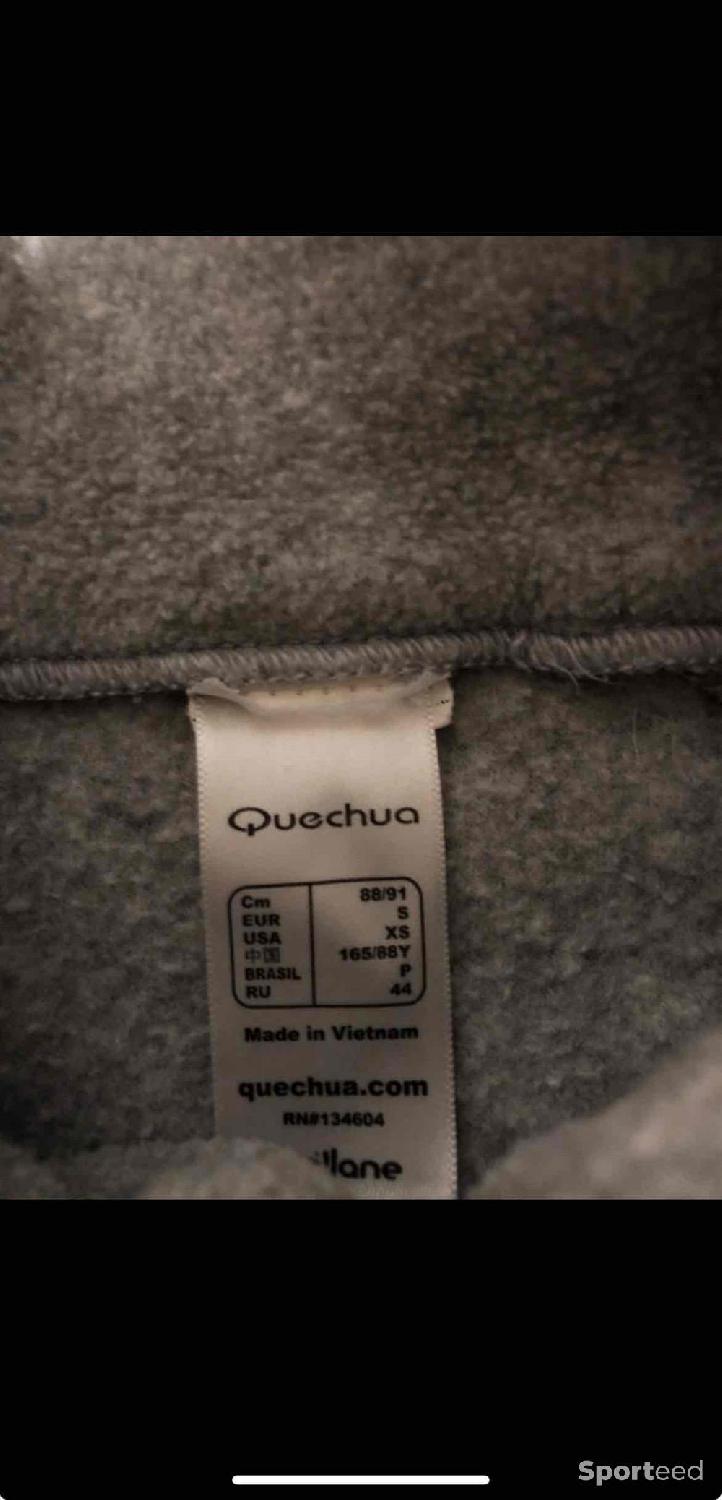 Quechua
Cm 88/91
EUR S
USA XS
中国 165/88Y
BRASIL P
RU 44
Made in Vietnam
quechua.com
RN#134604
Sporteed